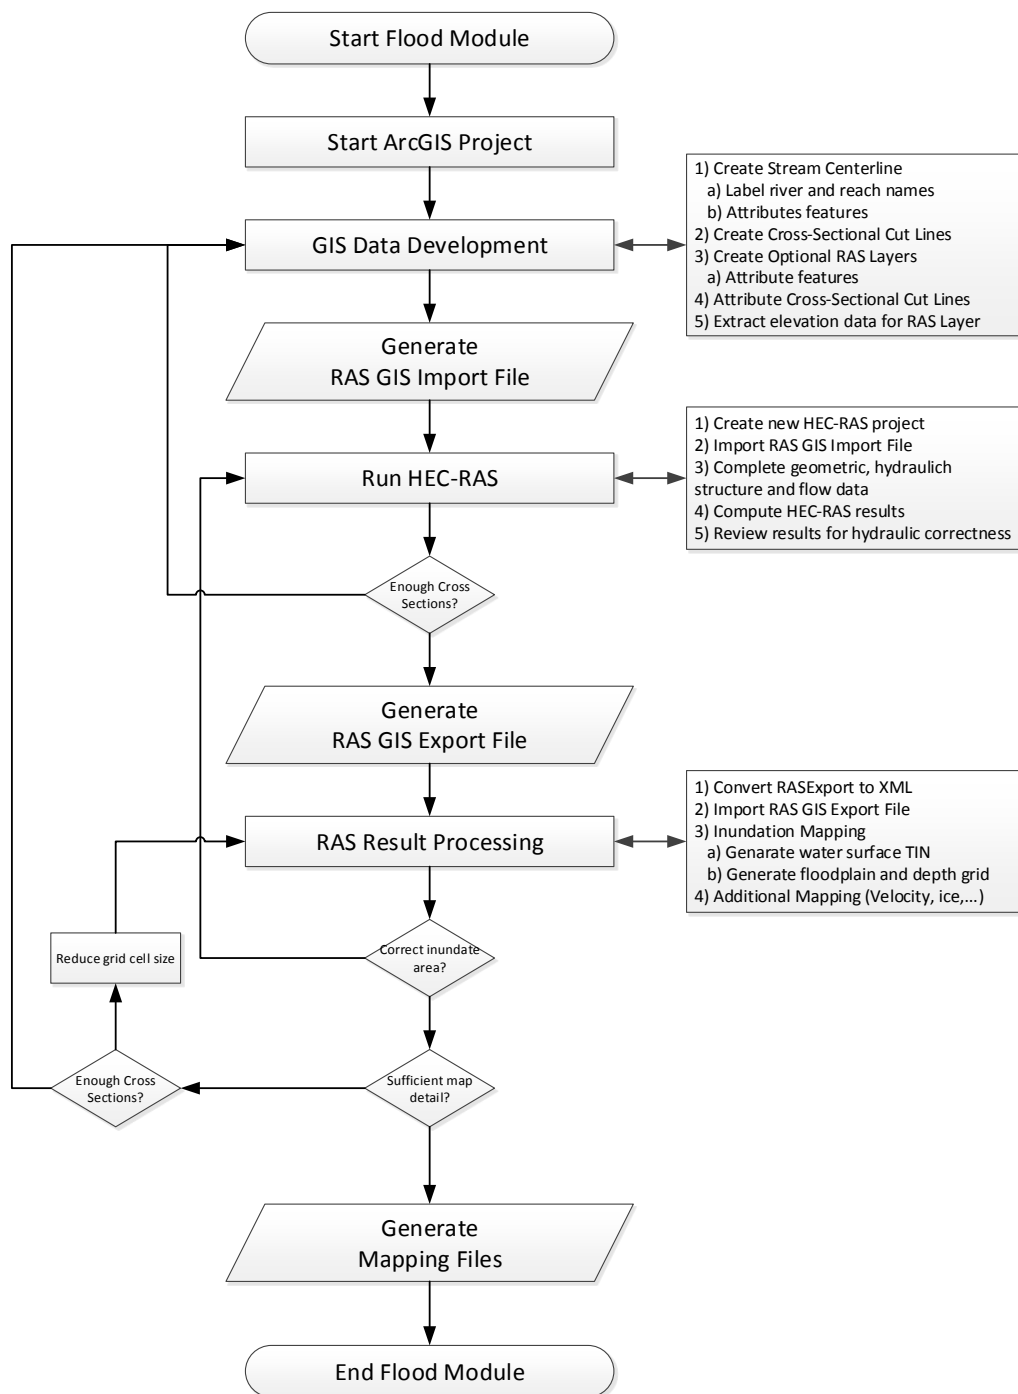 Start Flood Module
Start ArcGIS Project
GIS Data Development
1) Create Stream Centerline
a) Label river and reach names
b) Attributes features
2) Create Cross-Sectional Cut Lines
3) Create Optional RAS Layers
a) Attribute features
4) Attribute Cross-Sectional Cut Lines
5) Extract elevation data for RAS Layer
Generate
RAS GIS Import File
Run HEC-RAS
1) Create new HEC-RAS project
2) Import RAS GIS Import File
3) Complete geometric, hydraulich
structure and flow data
4) Compute HEC-RAS results
5) Review results for hydraulic correctness
Enough Cross
Sections?
Generate
RAS GIS Export File
RAS Result Processing
1) Convert RASExport to XML
2) Import RAS GIS Export File
3) Inundation Mapping
a) Genarate water surface TIN
b) Generate floodplain and depth grid
4) Additional Mapping (Velocity, ice,...)
Reduce grid cell size
Correct inundate
area?
Enough Cross
Sections?
Sufficient map
detail?
Generate
Mapping Files
End Flood Module